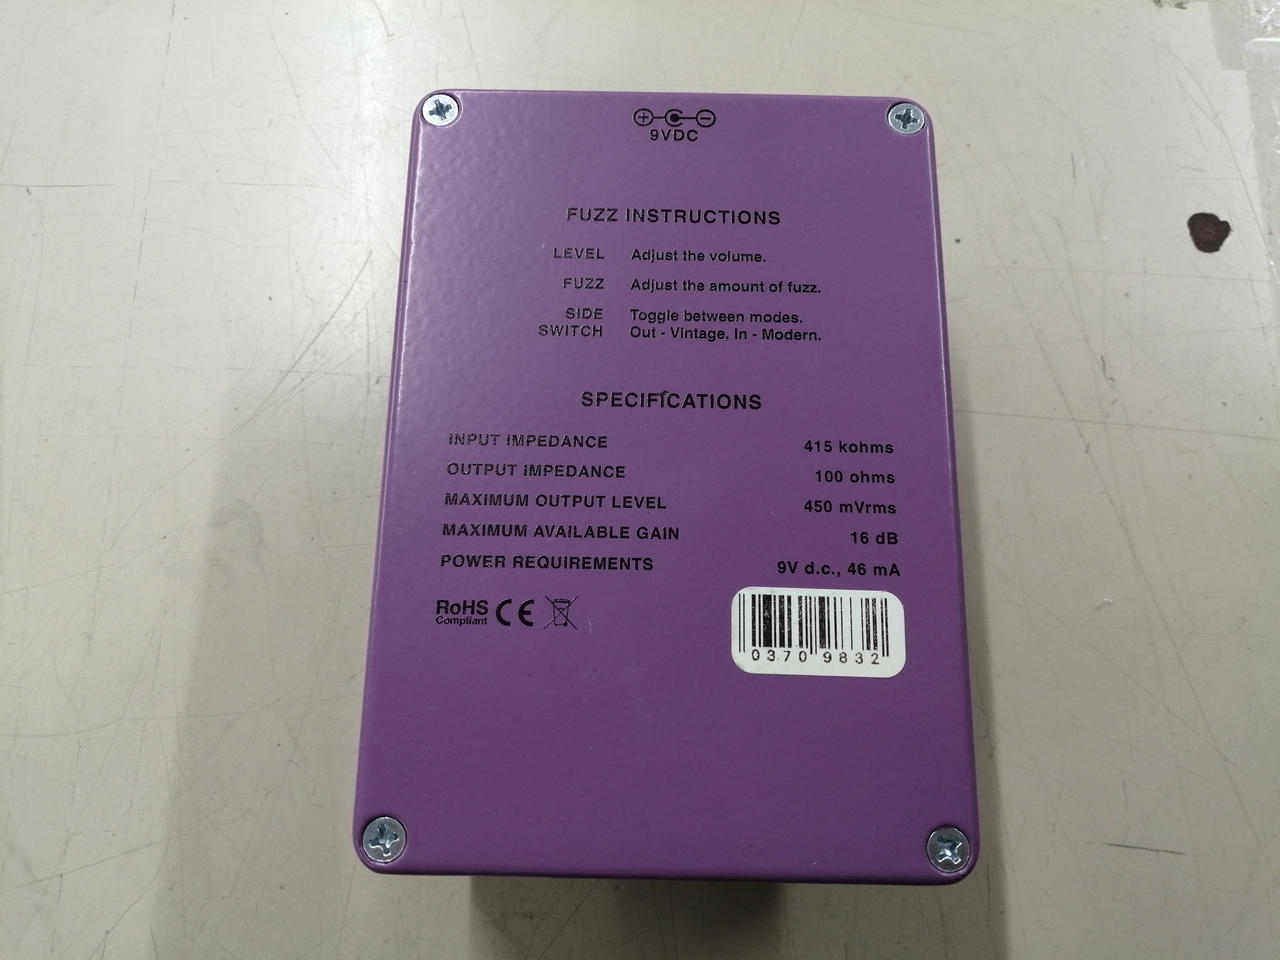 9VDC
FUZZ INSTRUCTIONS
LEVEL Adjust the volume.
FUZZ Adjust the amount of fuzz.
SIDE Toggle between modes.
SWITCH Out - Vintage, In - Modern.
SPECIFICATIONS
INPUT IMPEDANCE 415 kohms
OUTPUT IMPEDANCE 100 ohms
MAXIMUM OUTPUT LEVEL 450 mVrms
MAXIMUM AVAILABLE GAIN 16 dB
POWER REQUIREMENTS 9V d.c., 46 mA
RoHS CE
Compliant
03709832